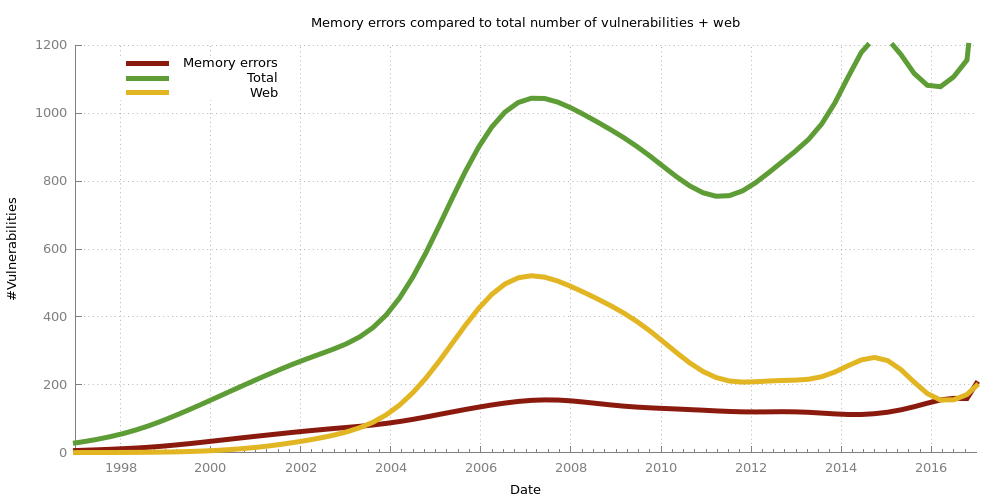 Memory errors compared to total number of vulnerabilities + web
Memory errors
Total
Web
#Vulnerabilities
1200
1000
800
600
400
200
0
1998 2000 2002 2004 2006 2008 2010 2012 2014 2016
Date